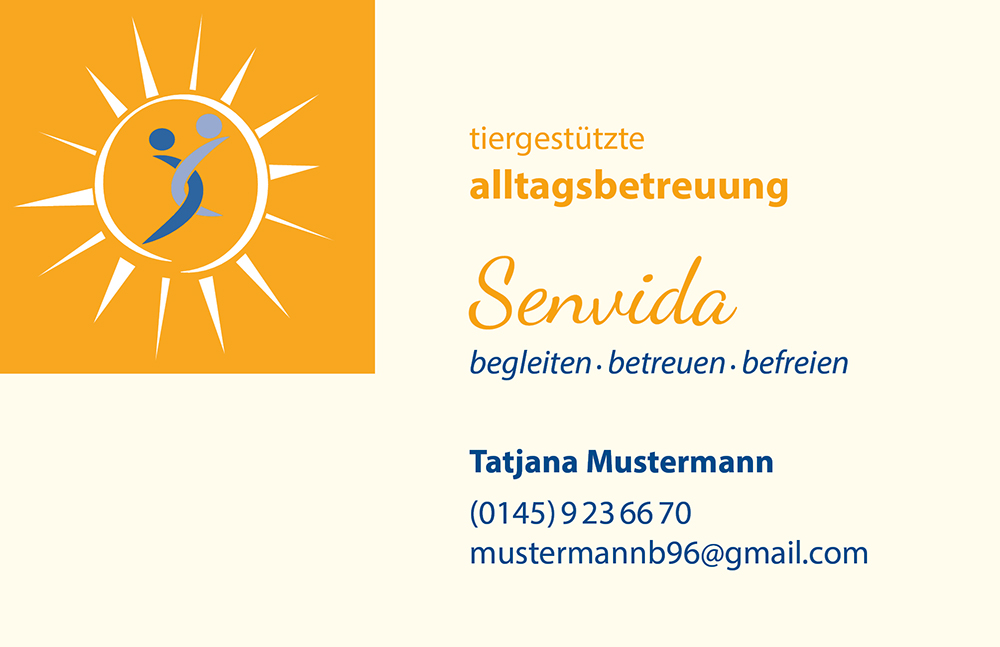 tiergestützte
alltagsbetreuung
Senvida
begleiten · betreuen · befreien
Tatjana Mustermann
(0145) 9 23 66 70
mustermannb96@gmail.com